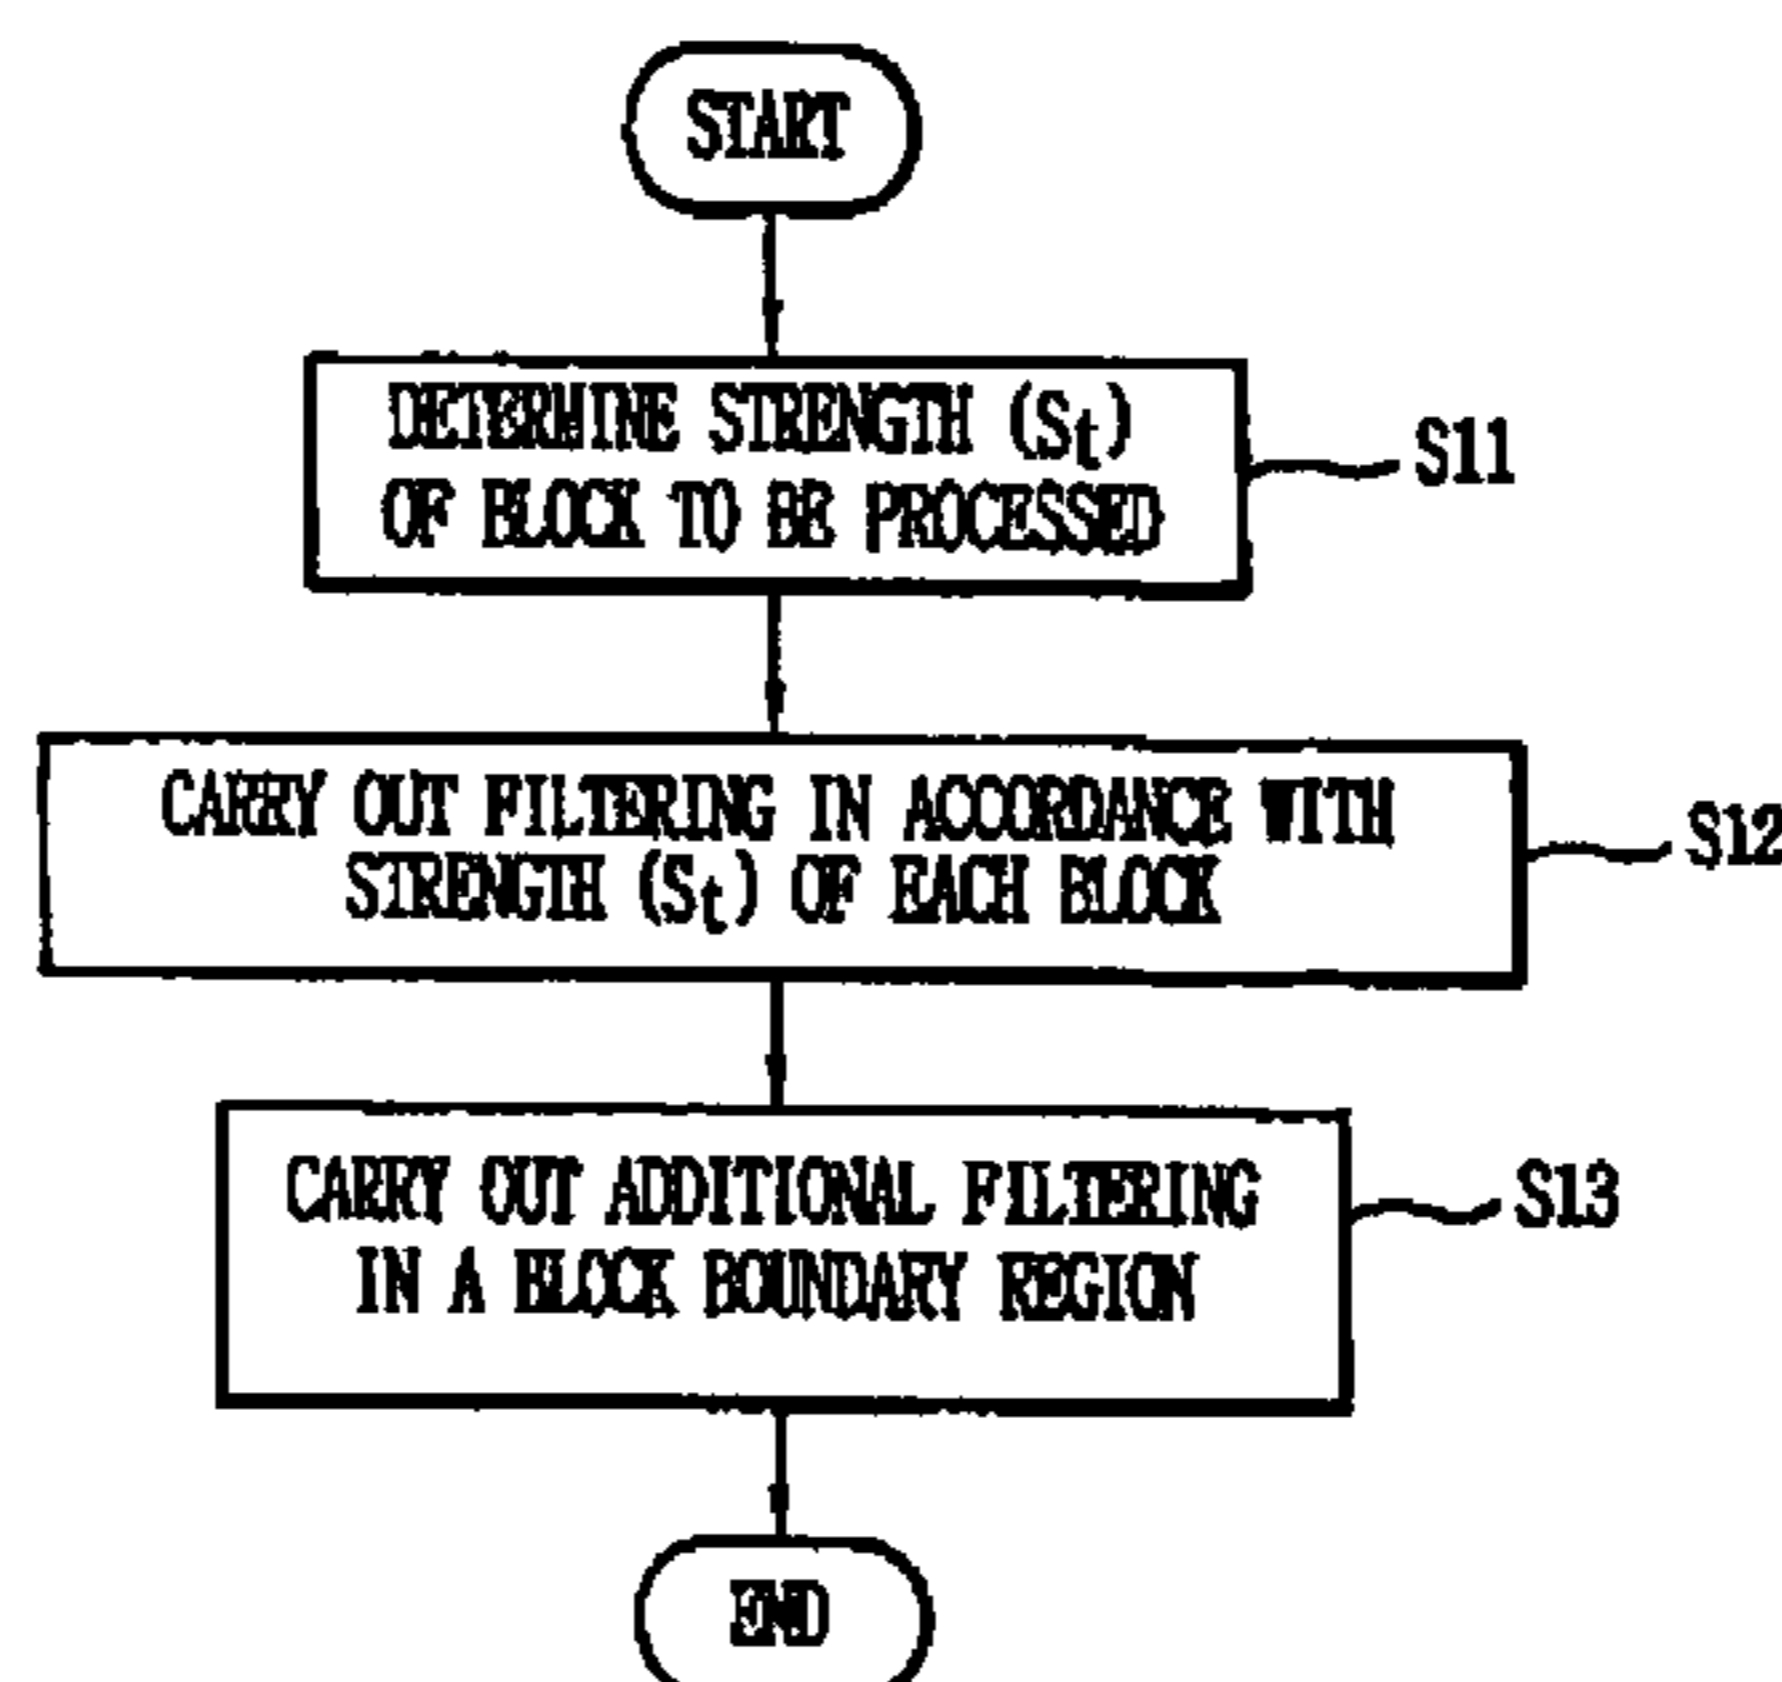 START
DETERMINE STRENGTH (St)
OF BLOCK TO BE PROCESSED
S11
CARRY OUT FILTERING IN ACCORDANCE WITH
STRENGTH (St) OF EACH BLOCK
S12
CARRY OUT ADDITIONAL FILTERING
IN A BLOCK BOUNDARY REGION
S13
END